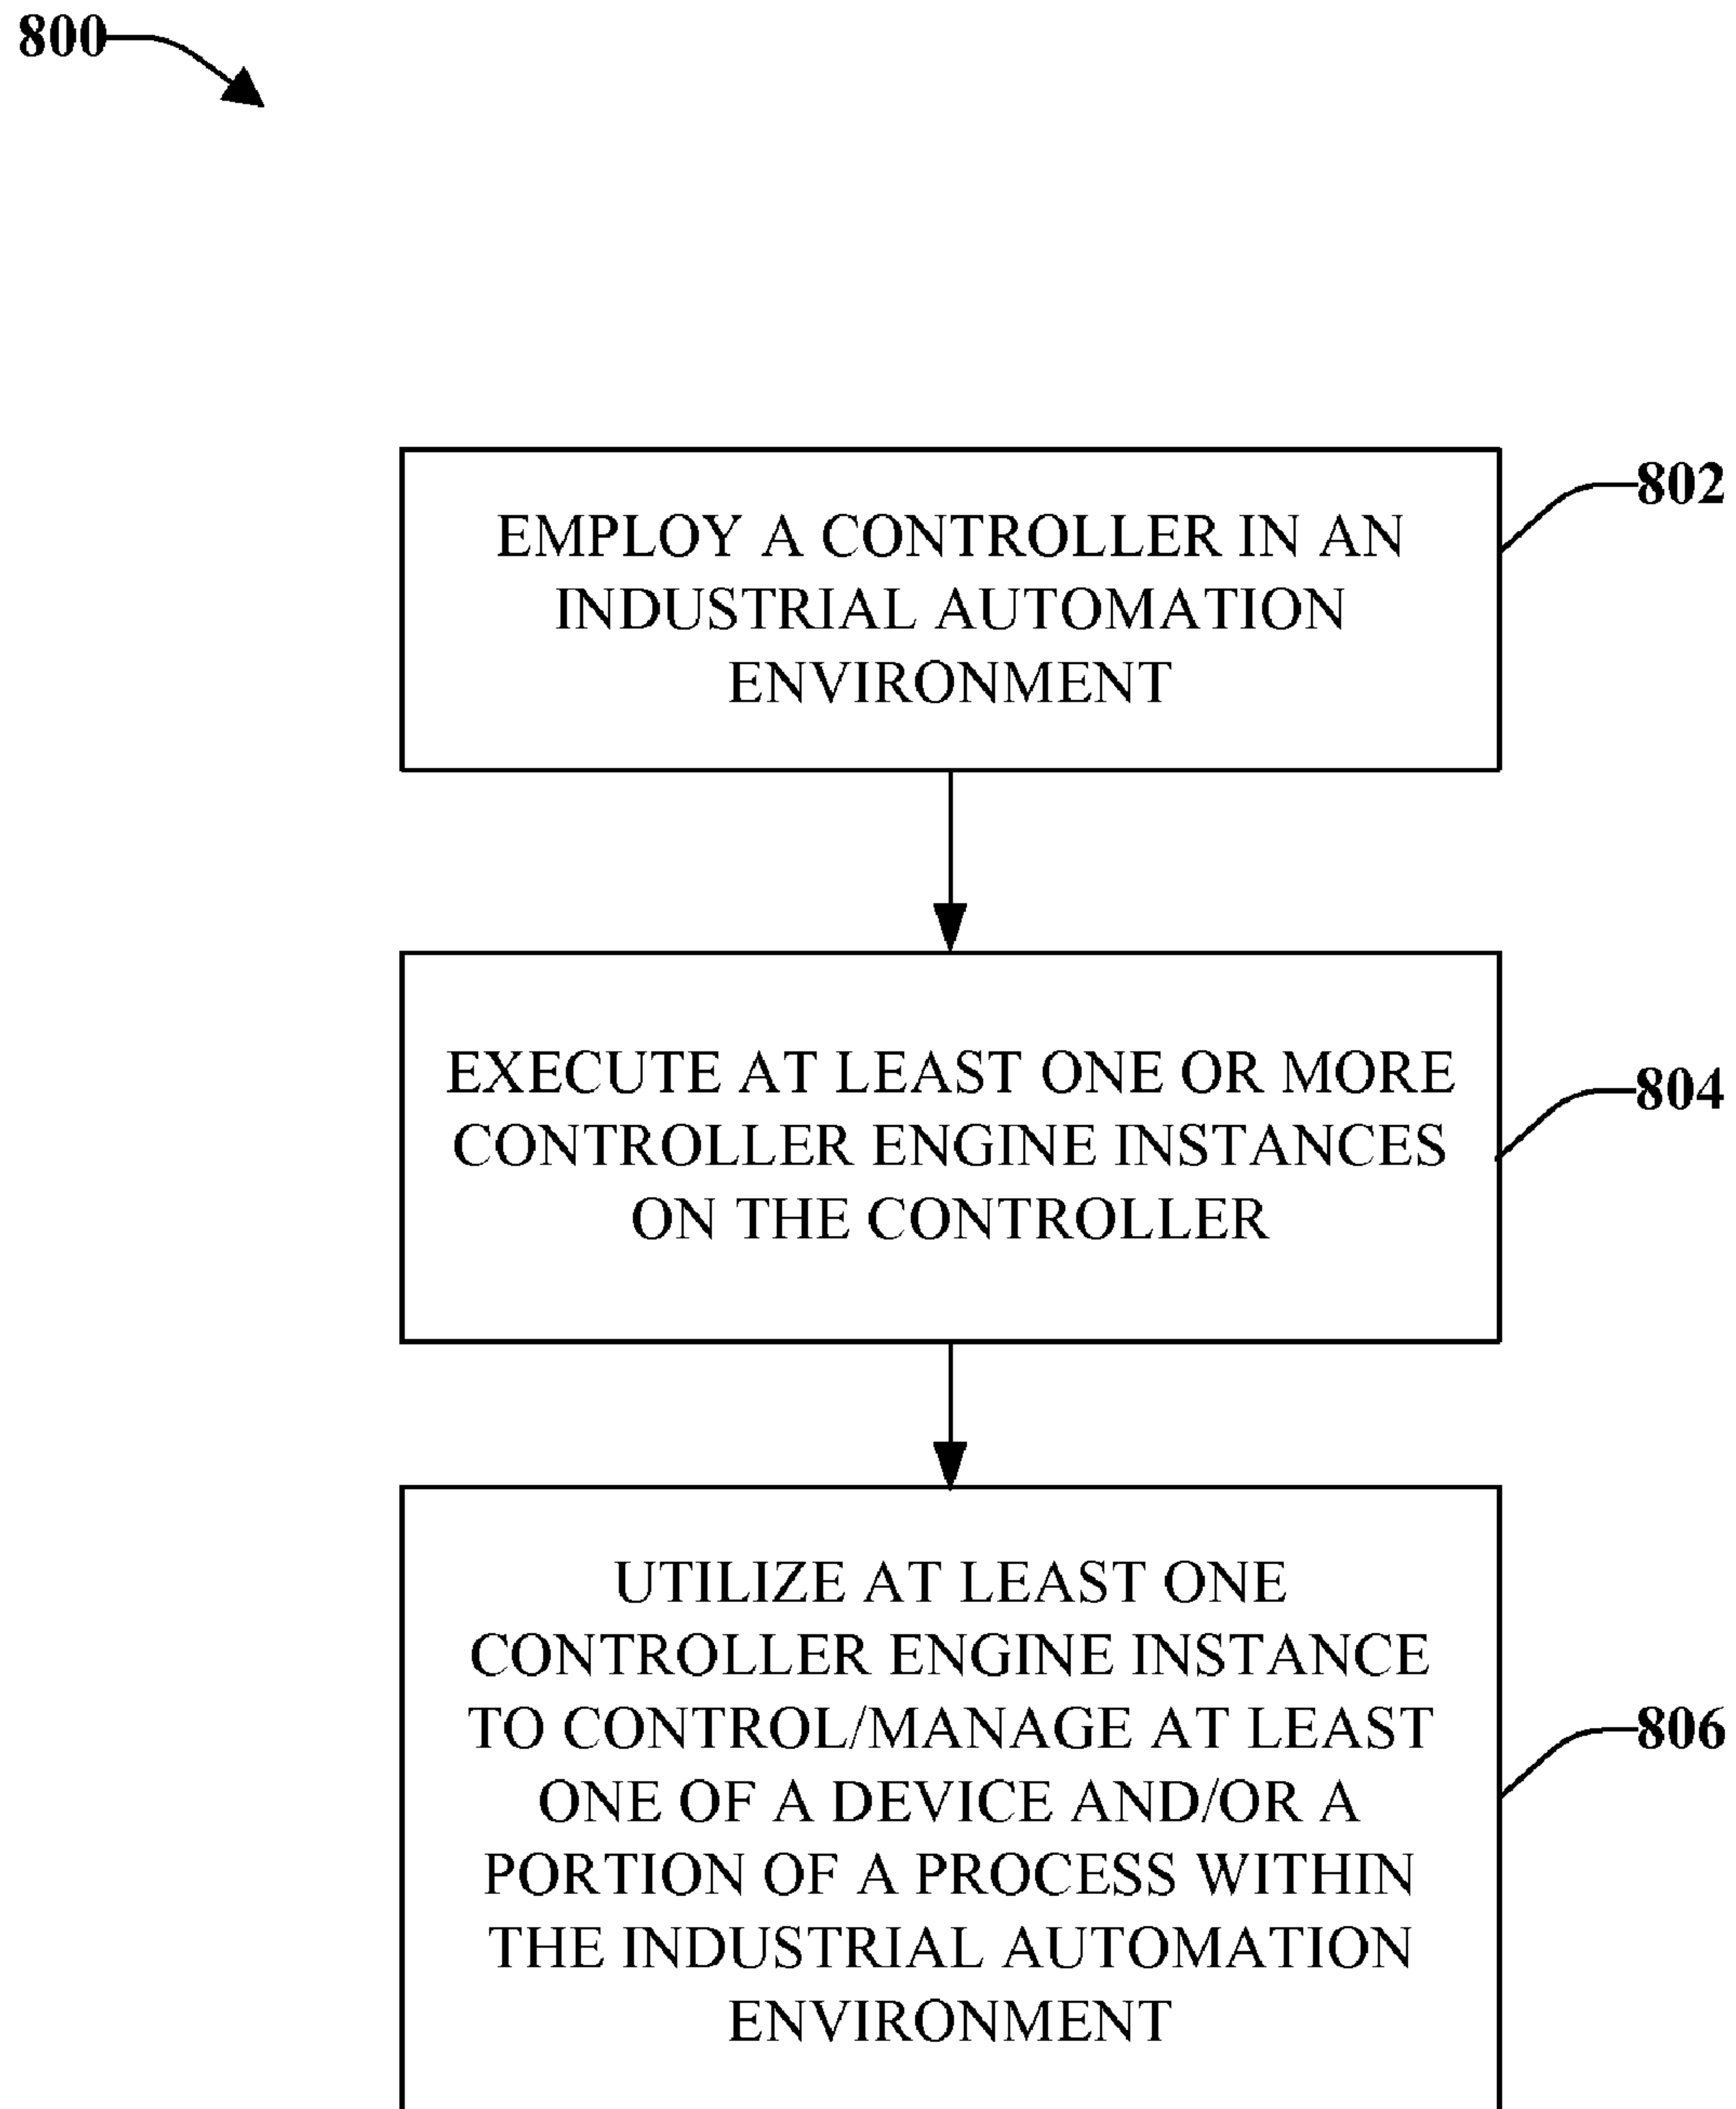 800
802
EMPLOY A CONTROLLER IN AN
INDUSTRIAL AUTOMATION
ENVIRONMENT
804
EXECUTE AT LEAST ONE OR MORE
CONTROLLER ENGINE INSTANCES
ON THE CONTROLLER
806
UTILIZE AT LEAST ONE
CONTROLLER ENGINE INSTANCE
TO CONTROL/MANAGE AT LEAST
ONE OF A DEVICE AND/OR A
PORTION OF A PROCESS WITHIN
THE INDUSTRIAL AUTOMATION
ENVIRONMENT